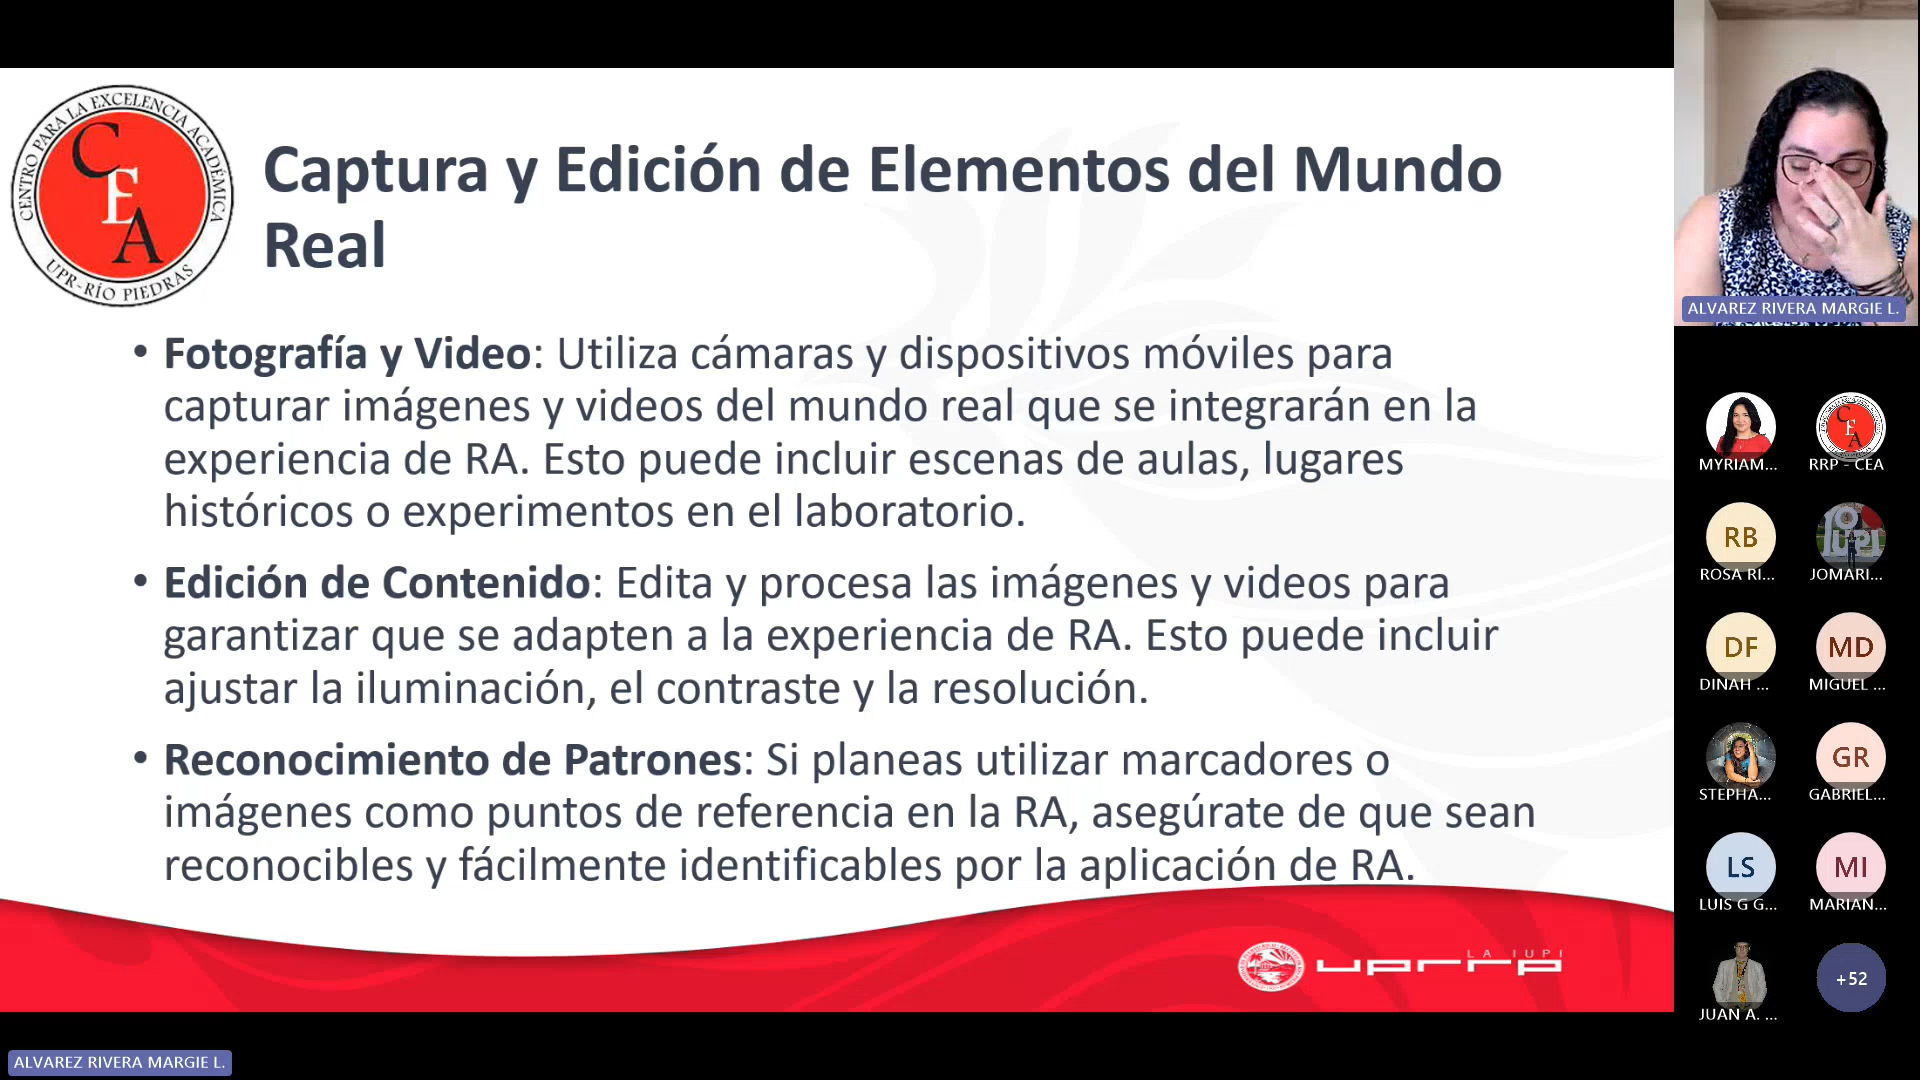 CENTRO PARA LA EXCELENCIA ACADÉMICA
CEA
UPR-RÍO PIEDRAS
Captura y Edición de Elementos del Mundo
Real
• Fotografía y Video: Utiliza cámaras y dispositivos móviles para
capturar imágenes y videos del mundo real que se integrarán en la
experiencia de RA. Esto puede incluir escenas de aulas, lugares
históricos o experimentos en el laboratorio.
• Edición de Contenido: Edita y procesa las imágenes y videos para
garantizar que se adapten a la experiencia de RA. Esto puede incluir
ajustar la iluminación, el contraste y la resolución.
• Reconocimiento de Patrones: Si planeas utilizar marcadores o
imágenes como puntos de referencia en la RA, asegúrate de que sean
reconocibles y fácilmente identificables por la aplicación de RA.
LA IUPI
uprrp
ALVAREZ RIVERA MARGIE L.
ALVAREZ RIVERA MARGIE L.
MYRIAM...
CEA
RRP - CEA
RB
ROSA RI...
IUPI
JOMARI...
DF
DINAH ...
MD
MIGUEL ...
STEPHA...
GR
GABRIEL...
LS
LUIS G G...
MI
MARIAN...
JUAN A. ...
+52